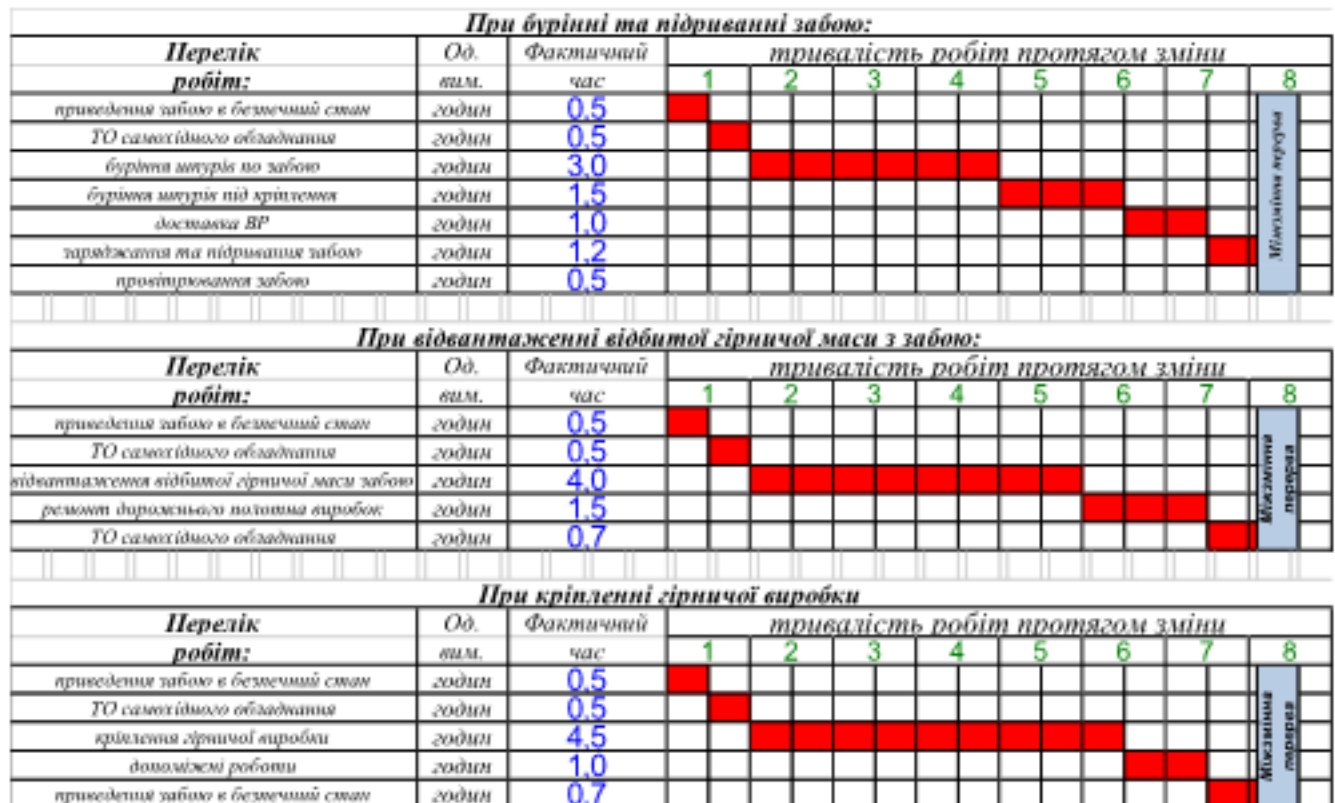 При бурінні та підриванні забою:
Перелік Од. Фактичний тривалість робіт протягом зміни
робіт: вим. час 1 2 3 4 5 6 7 8
приведення забою в безпечний стан годин 0,5
ТО самохідного обладнання годин 0,5
буріння шпурів по забою годин 3,0
буріння шпурів під кріплення годин 1,5
доставка ВР годин 1,0
заряджання та підривання забою годин 1,2
провітрювання забою годин 0,5
Міжзмінна перерва
При відвантаженні відбитої гірничої маси з забою:
Перелік Од. Фактичний тривалість робіт протягом зміни
робіт: вим. час 1 2 3 4 5 6 7 8
приведення забою в безпечний стан годин 0,5
ТО самохідного обладнання годин 0,5
відвантаження відбитої гірничої маси забою годин 4,0
ремонт дорожнього полотна виробок годин 1,5
ТО самохідного обладнання годин 0,7
Міжзмінна
перерва
При кріпленні гірничої виробки
Перелік Од. Фактичний тривалість робіт протягом зміни
робіт: вим. час 1 2 3 4 5 6 7 8
приведення забою в безпечний стан годин 0,5
ТО самохідного обладнання годин 0,5
кріплення гірничої виробки годин 4,5
допоміжні роботи годин 1,0
приведення забою в безпечний стан годин 0,7
Міжзмінна
перерва